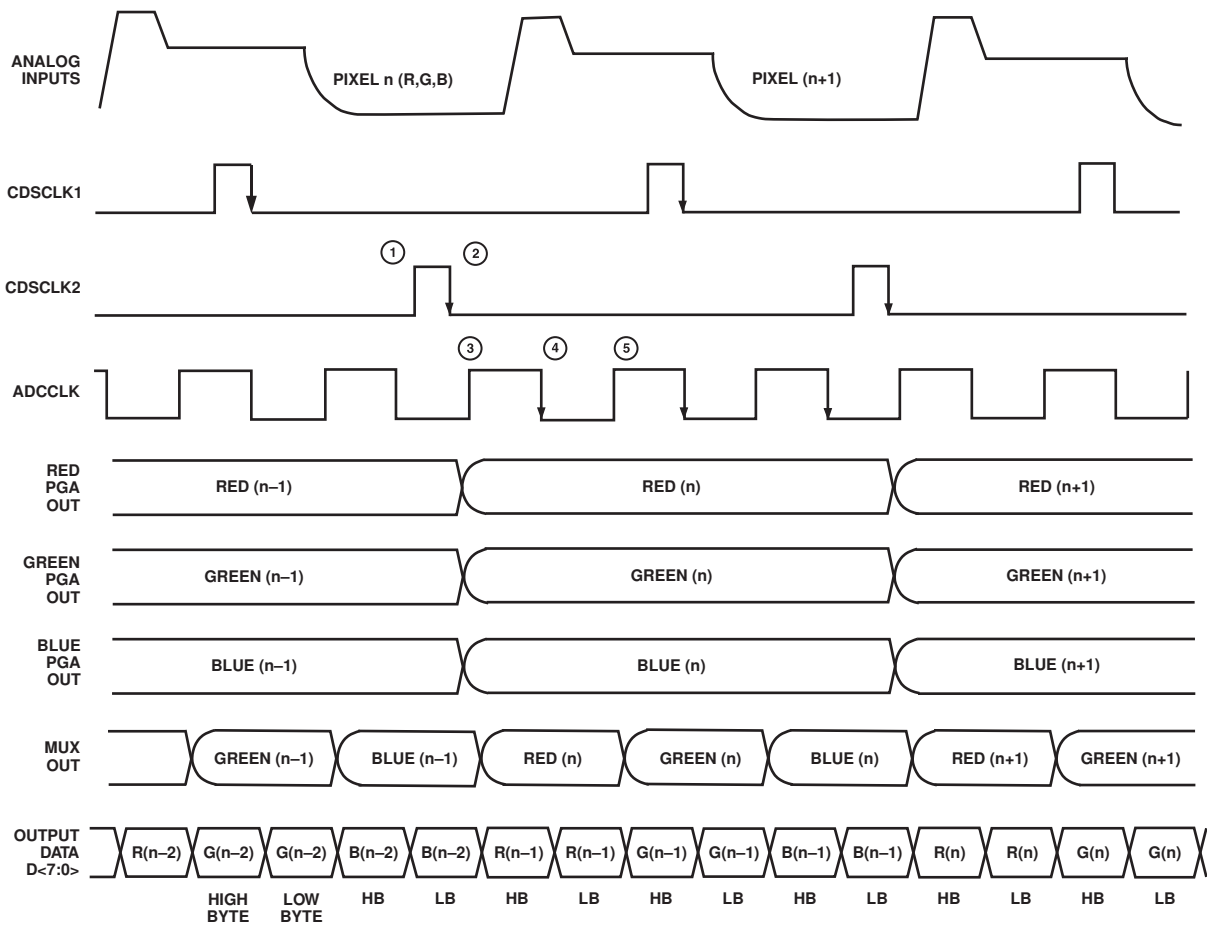 ANALOG
INPUTS
PIXEL n (R,G,B)
PIXEL (n+1)
CDSCLK1
1
2
CDSCLK2
3
4
5
ADCCLK
RED
PGA
OUT
RED (n–1)
RED (n)
RED (n+1)
GREEN
PGA
OUT
GREEN (n–1)
GREEN (n)
GREEN (n+1)
BLUE
PGA
OUT
BLUE (n–1)
BLUE (n)
BLUE (n+1)
MUX
OUT
GREEN (n–1)
BLUE (n–1)
RED (n)
GREEN (n)
BLUE (n)
RED (n+1)
GREEN (n+1)
OUTPUT
DATA
D<7:0>
R(n–2)
G(n–2)
G(n–2)
B(n–2)
B(n–2)
R(n–1)
R(n–1)
G(n–1)
G(n–1)
B(n–1)
B(n–1)
R(n)
R(n)
G(n)
G(n)
HIGH
BYTE
LOW
BYTE
HB
LB
HB
LB
HB
LB
HB
LB
HB
LB
HB
LB